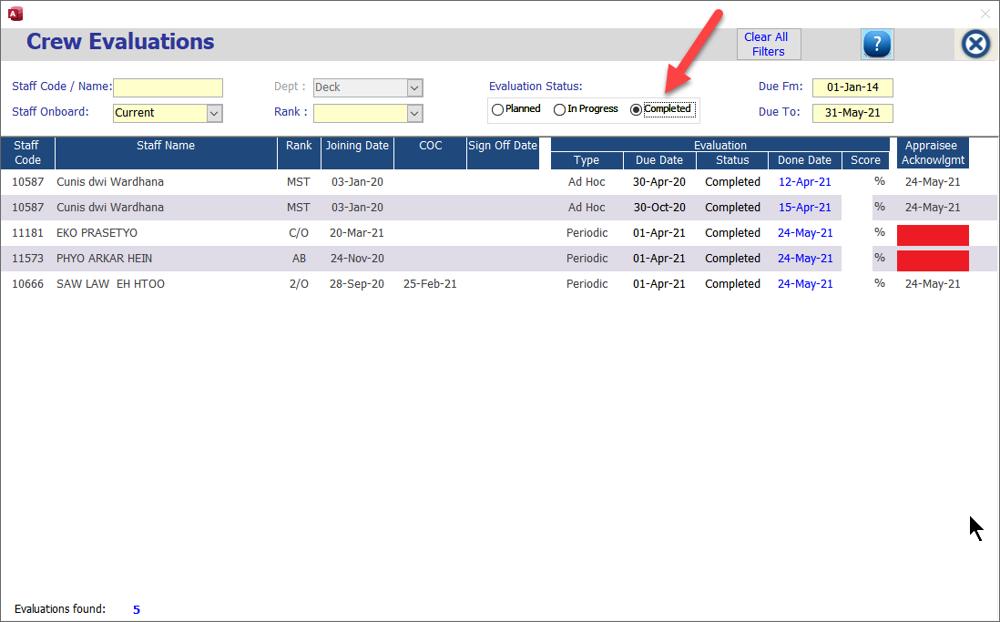 Crew Evaluations
Clear All
Filters
?
Staff Code / Name:
Dept : Deck
Evaluation Status:
Due Fm: 01-Jan-14
Staff Onboard: Current
Rank :
Planned In Progress Completed
Due To: 31-May-21
Staff Code Staff Name Rank Joining Date COC Sign Off Date Evaluation Appraisee Acknowlgmt
Type Due Date Status Done Date Score
10587 Cunis dwi Wardhana MST 03-Jan-20 Ad Hoc 30-Apr-20 Completed 12-Apr-21 % 24-May-21
10587 Cunis dwi Wardhana MST 03-Jan-20 Ad Hoc 30-Oct-20 Completed 15-Apr-21 % 24-May-21
11181 EKO PRASETYO C/O 20-Mar-21 Periodic 01-Apr-21 Completed 24-May-21 %
11573 PHYO ARKAR HEIN AB 24-Nov-20 Periodic 01-Apr-21 Completed 24-May-21 %
10666 SAW LAW  EH HTOO 2/O 28-Sep-20 25-Feb-21 Periodic 01-Apr-21 Completed 24-May-21 % 24-May-21
Evaluations found: 5